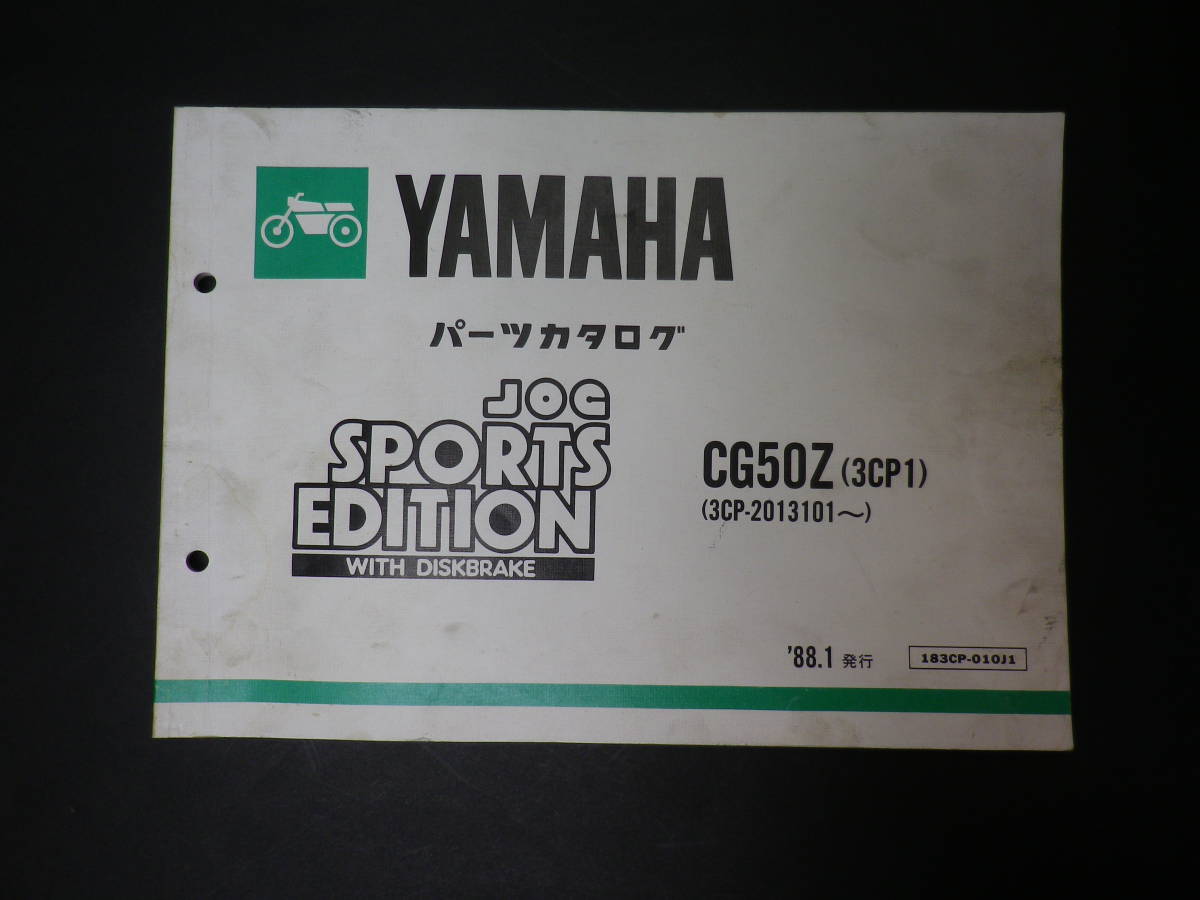 YAMAHA
パーツカタログ
JOG
SPORTS
EDITION
WITH DISKBRAKE
CG50Z (3CP1)
(3CP-2013101〜)
'88.1 発行
183CP-010J1